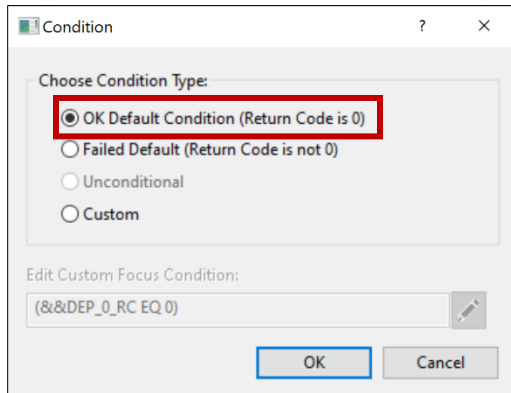 Condition
?
Choose Condition Type:
OK Default Condition (Return Code is 0)
Failed Default (Return Code is not 0)
Unconditional
Custom
Edit Custom Focus Condition:
(&&DEP_0_RC EQ 0)
OK
Cancel